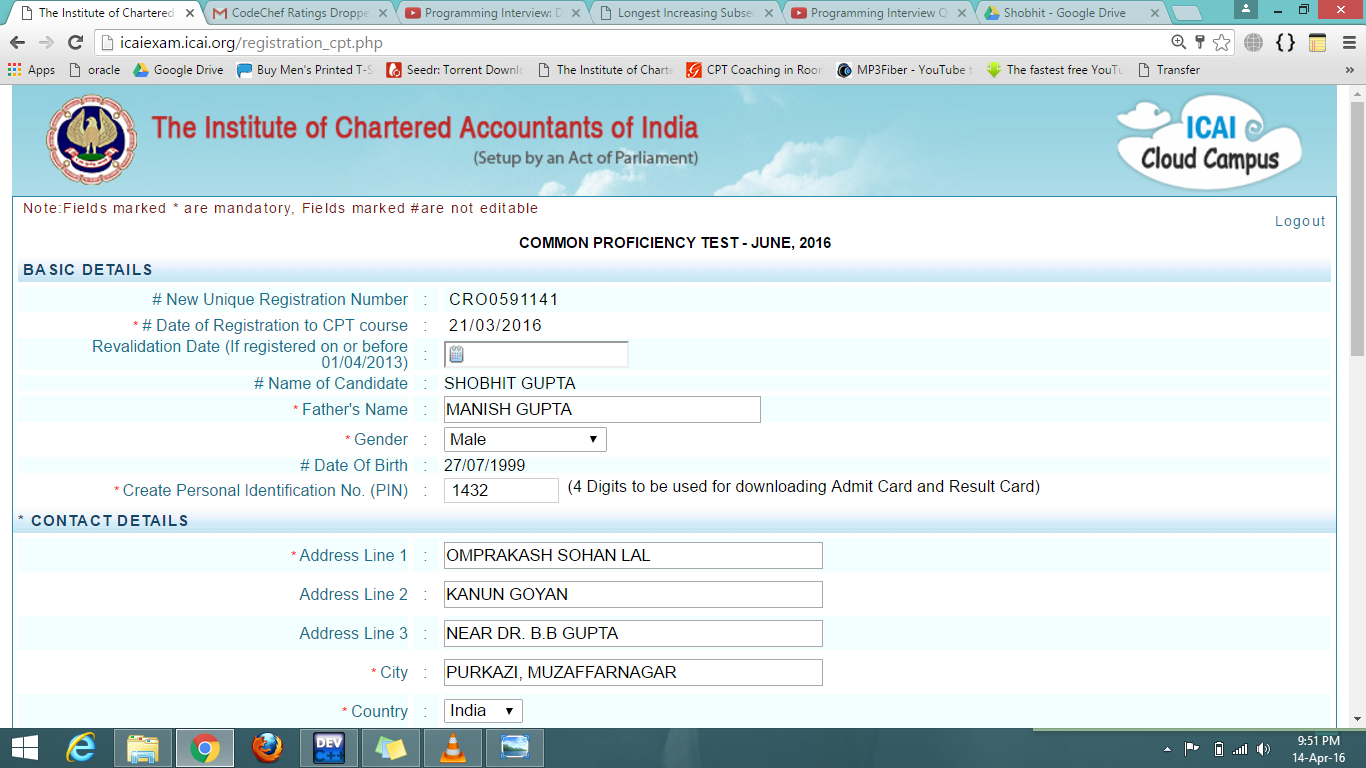 The Institute of Chartered
CodeChef Ratings Droppe
Programming Interview: D
Longest Increasing Subse
Programming Interview Q
Shobhit - Google Drive
icaiexam.icai.org/registration_cpt.php
Apps
oracle
Google Drive
Buy Men's Printed T-S
Seedr: Torrent Downl
The Institute of Charte
CPT Coaching in Roor
MP3Fiber - YouTube t
The fastest free YouTu
Transfer
»
The Institute of Chartered Accountants of India
(Setup by an Act of Parliament)
ICAI e
Cloud Campus
Note:Fields marked * are mandatory, Fields marked #are not editable
Logout
COMMON PROFICIENCY TEST - JUNE, 2016
BASIC DETAILS
# New Unique Registration Number : CRO0591141
* # Date of Registration to CPT course : 21/03/2016
Revalidation Date (If registered on or before
01/04/2013) :
# Name of Candidate : SHOBHIT GUPTA
* Father's Name : MANISH GUPTA
* Gender : Male
# Date Of Birth : 27/07/1999
* Create Personal Identification No. (PIN) : 1432 (4 Digits to be used for downloading Admit Card and Result Card)
* CONTACT DETAILS
* Address Line 1 : OMPRAKASH SOHAN LAL
Address Line 2 : KANUN GOYAN
Address Line 3 : NEAR DR. B.B GUPTA
* City : PURKAZI, MUZAFFARNAGAR
* Country : India
DEV
C++
9:51 PM
14-Apr-16